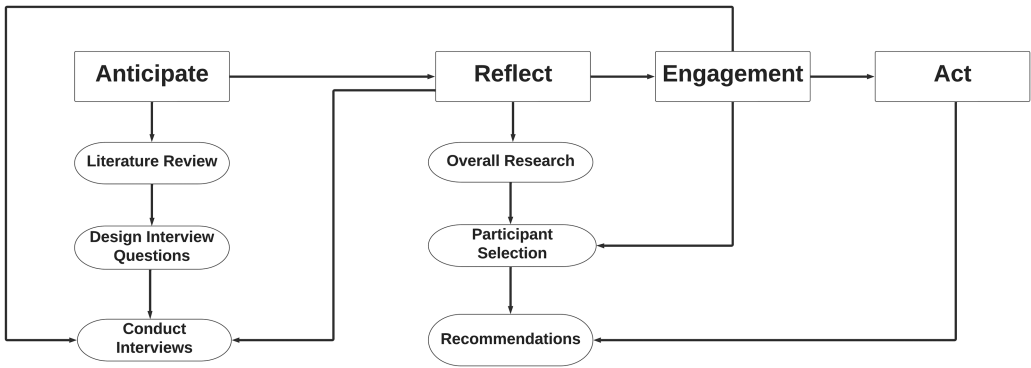 Anticipate
Reflect
Engagement
Act
Literature Review
Overall Research
Design Interview
Questions
Participant
Selection
Conduct
Interviews
Recommendations